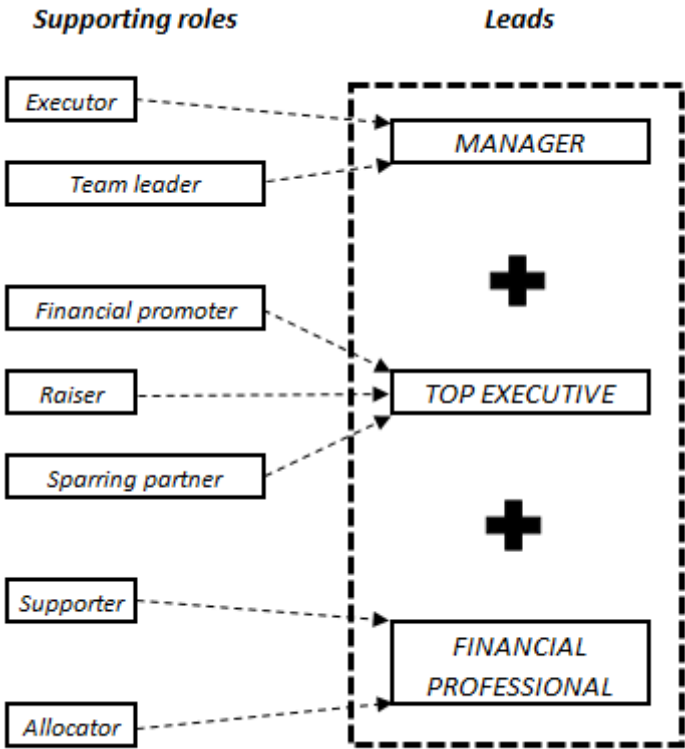 Supporting roles
Leads
Executor
MANAGER
Team leader
Financial promoter
Raiser
TOP EXECUTIVE
Sparring partner
Supporter
FINANCIAL
PROFESSIONAL
Allocator